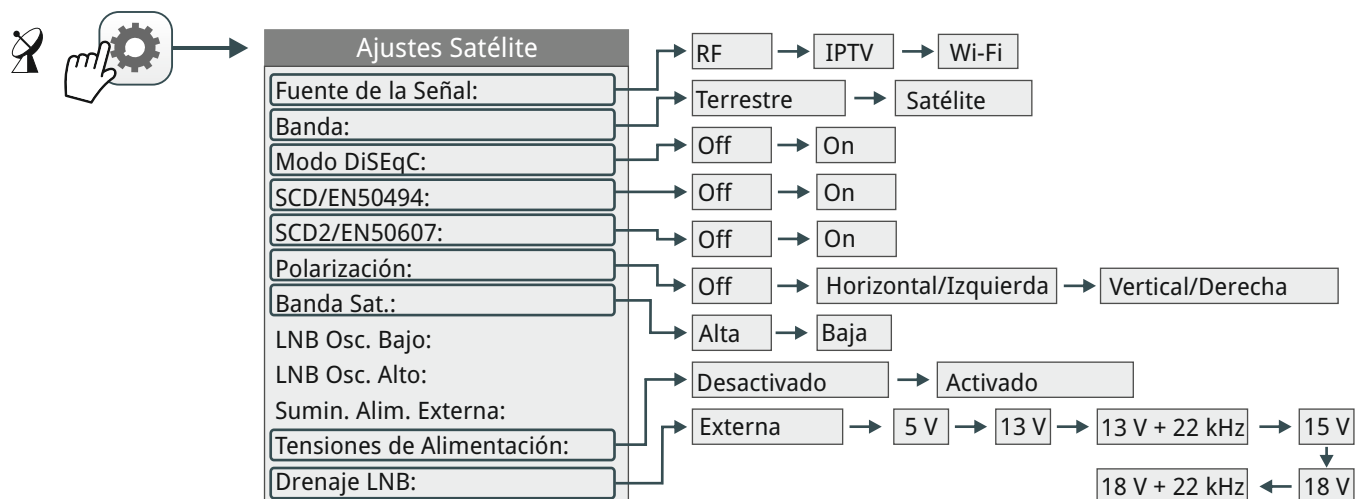 Ajustes Satélite
Fuente de la Señal:
RF
IPTV
Wi-Fi
Banda:
Terrestre
Satélite
Modo DiSEqC:
Off
On
SCD/EN50494:
Off
On
SCD2/EN50607:
Off
On
Polarización:
Off
Horizontal/Izquierda
Vertical/Derecha
Banda Sat.:
Alta
Baja
LNB Osc. Bajo:
LNB Osc. Alto:
Sumin. Alim. Externa:
Tensiones de Alimentación:
Desactivado
Activado
Drenaje LNB:
Externa
5 V
13 V
13 V + 22 kHz
15 V
18 V
18 V + 22 kHz